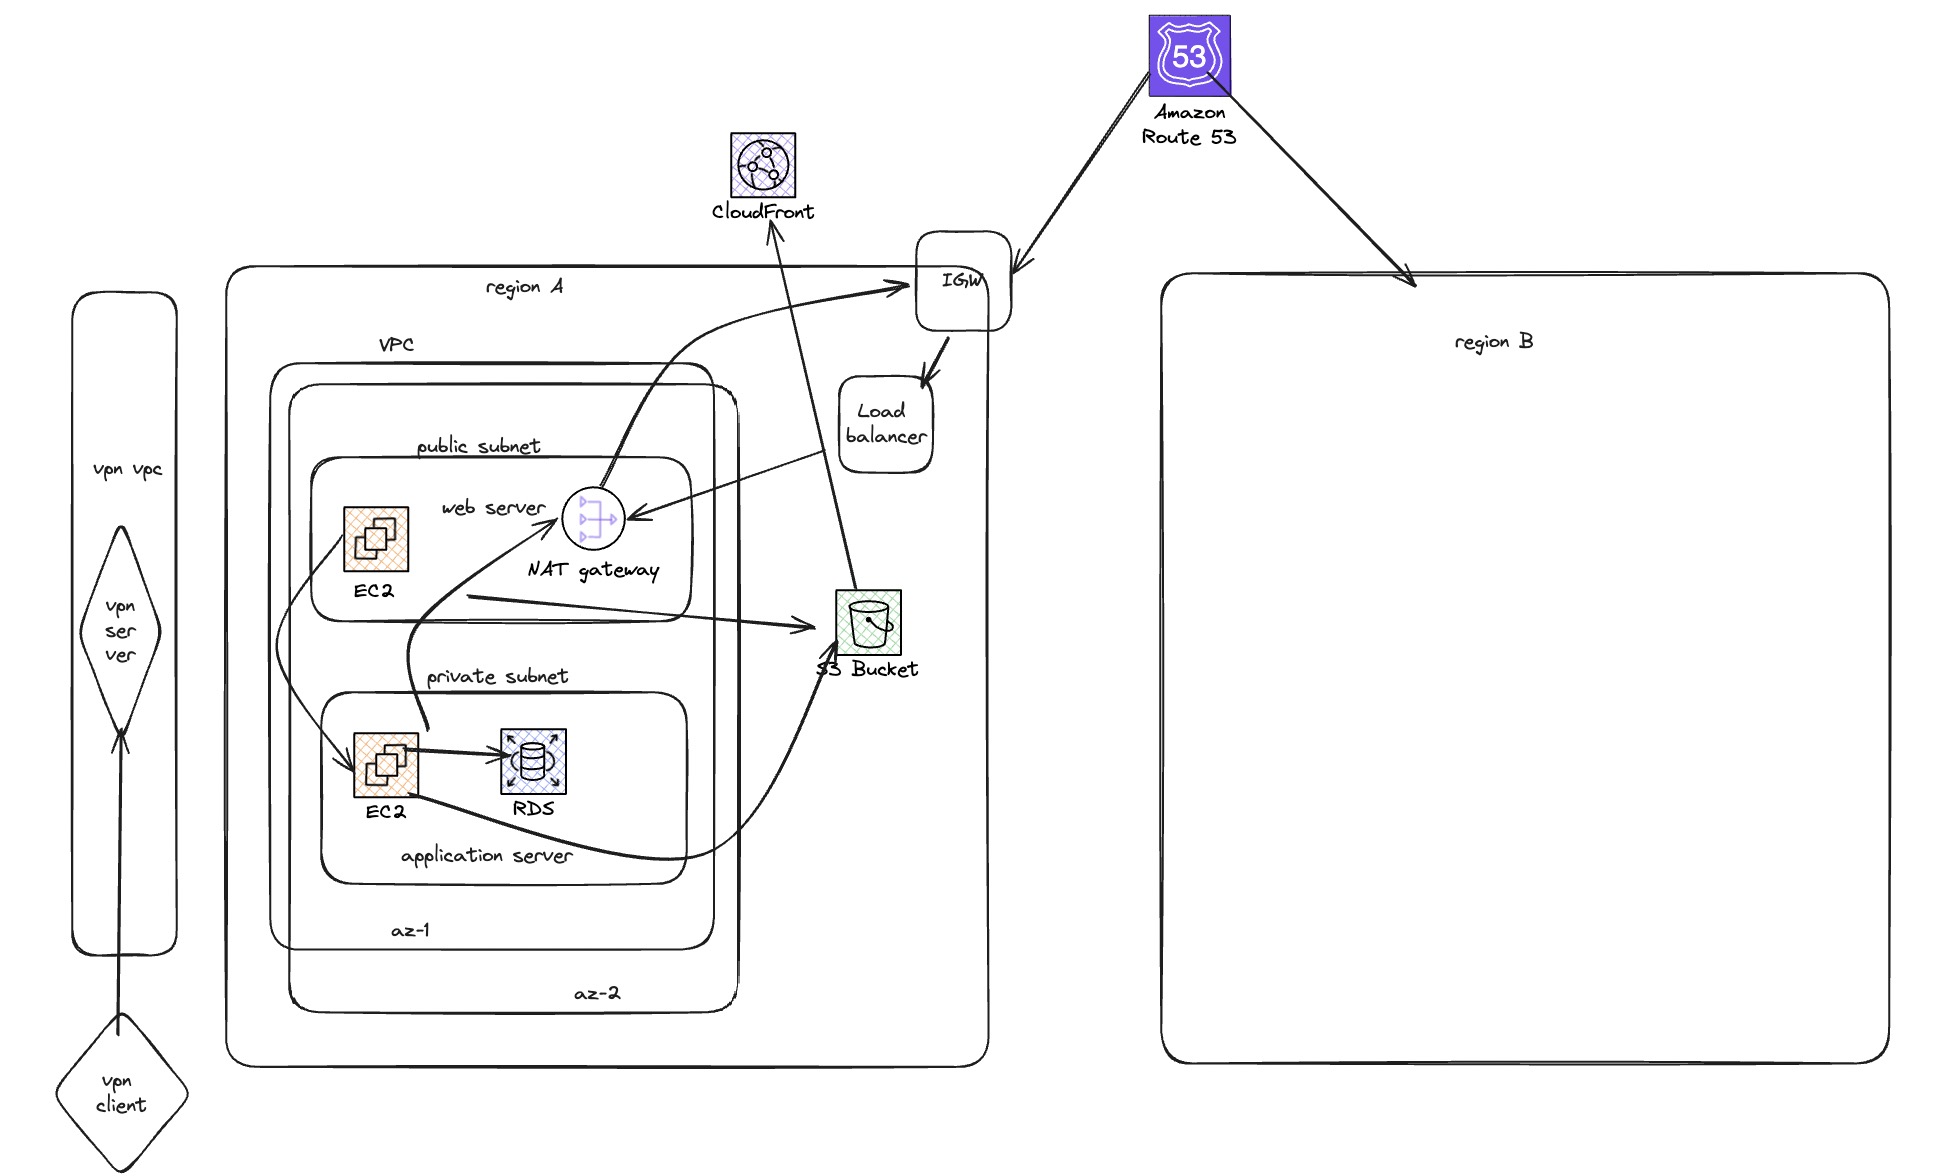 53
Amazon
Route 53
CloudFront
IGW
region A
region B
VPC
Load
balancer
public subnet
vpn vpc
web server
NAT gateway
EC2
vpn
ser
ver
S3 Bucket
private subnet
EC2
RDS
application server
az-1
az-2
vpn
client